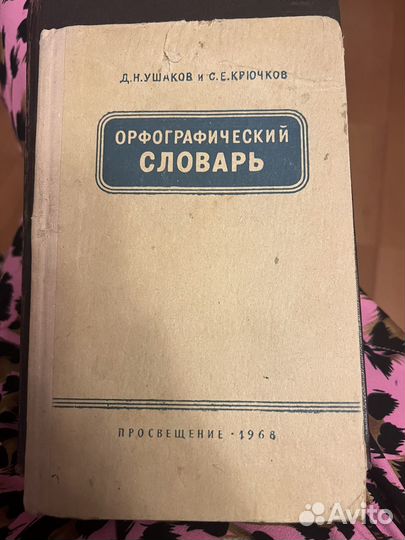 Д.Н.УШАКОВ и С.Е.КРЮЧКОВ
ОРФОГРАФИЧЕСКИЙ
СЛОВАРЬ
ПРОСВЕЩЕНИЕ · 1968
Avito